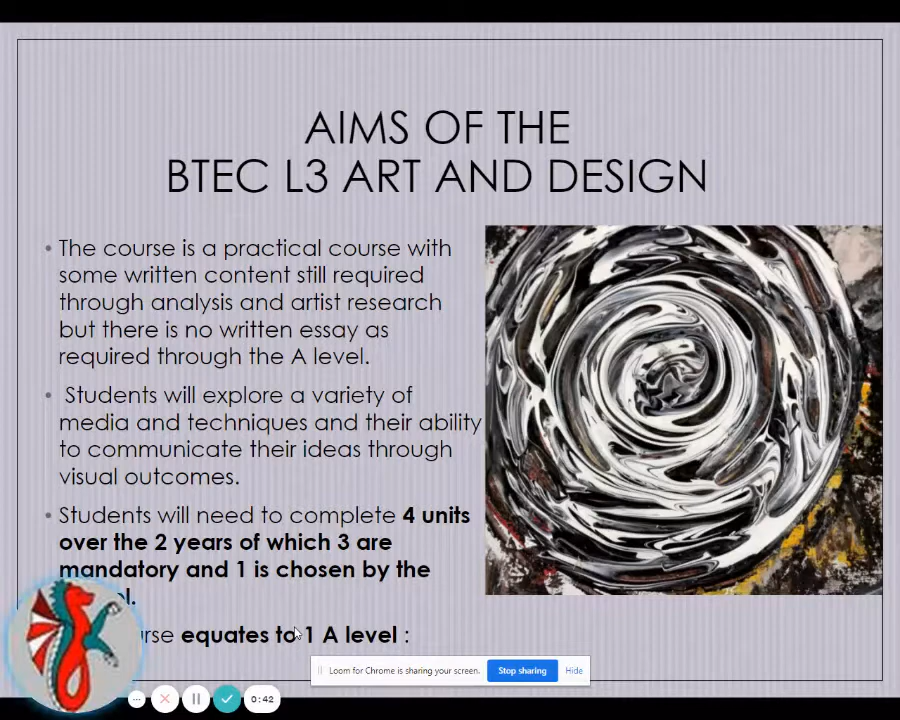 AIMS OF THE
BTEC L3 ART AND DESIGN
• The course is a practical course with
some written content still required
through analysis and artist research
but there is no written essay as
required through the A level.
• Students will explore a variety of
media and techniques and their ability
to communicate their ideas through
visual outcomes.
• Students will need to complete 4 units
over the 2 years of which 3 are
mandatory and 1 is chosen by the
equates to 1 A level :
Loom for Chrome is sharing your screen.
Stop sharing
Hide
0:42